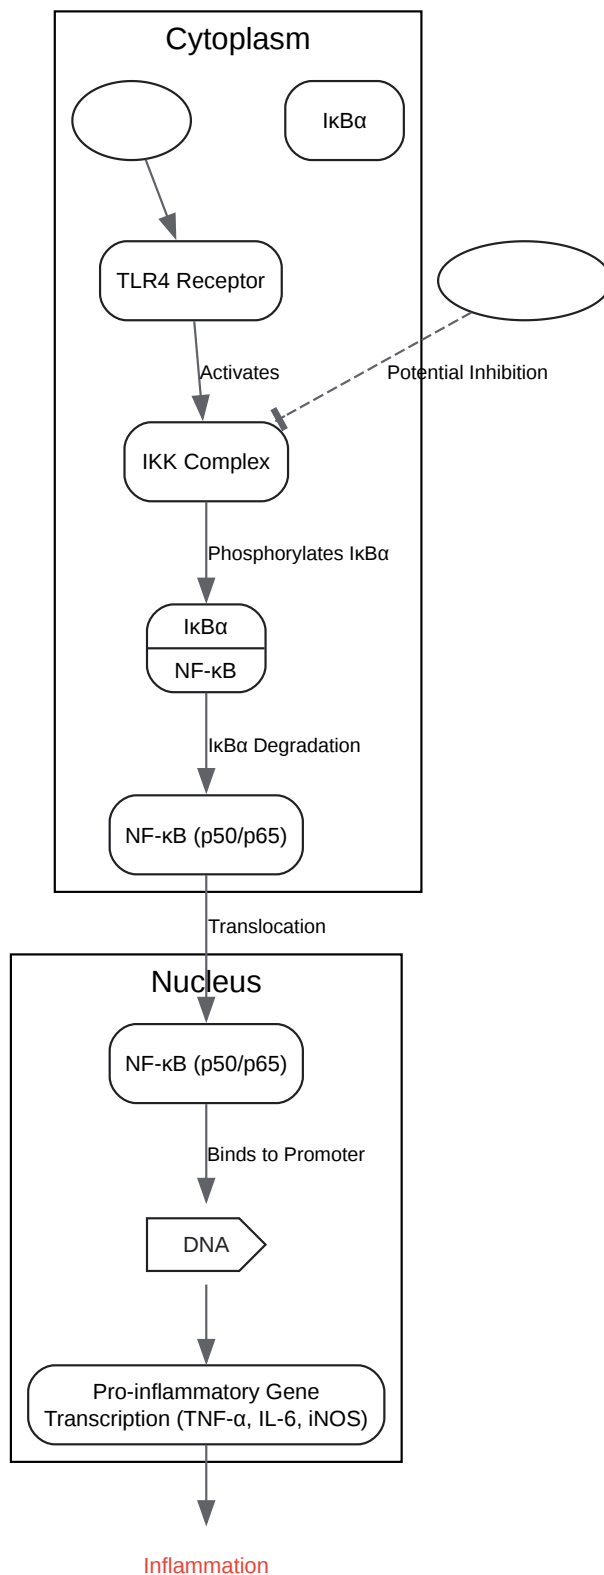 Cytoplasm
IκBα
TLR4 Receptor
Activates
Potential Inhibition
IKK Complex
Phosphorylates IκBα
IκBα
NF-κB
IκBα Degradation
NF-κB (p50/p65)
Translocation
Nucleus
NF-κB (p50/p65)
Binds to Promoter
DNA
Pro-inflammatory Gene
Transcription (TNF-α, IL-6, iNOS)
Inflammation